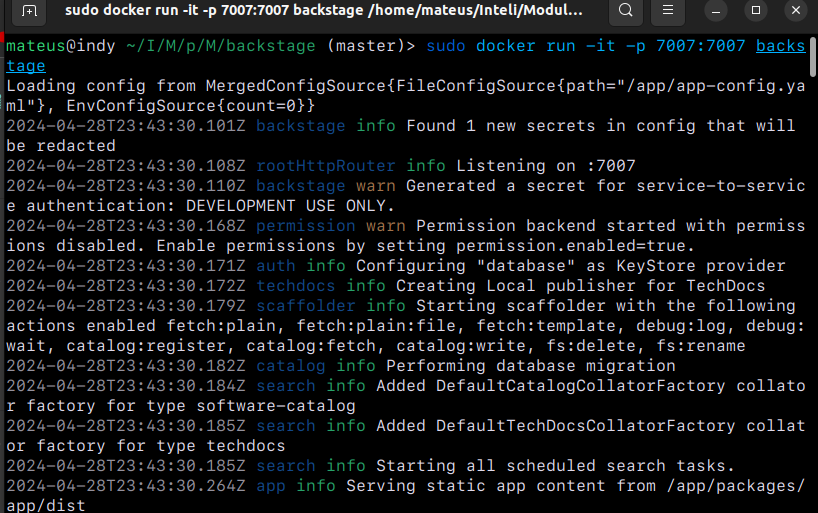 sudo docker run -it -p 7007:7007 backstage /home/mateus/Inteli/Modul...
mateus@indy ~/I/M/p/M/backstage (master)> sudo docker run -it -p 7007:7007 backs
tage
Loading config from MergedConfigSource{FileConfigSource{path="/app/app-config.ya
ml"}, EnvConfigSource{count=0}}
2024-04-28T23:43:30.101Z backstage info Found 1 new secrets in config that will
be redacted
2024-04-28T23:43:30.108Z rootHttpRouter info Listening on :7007
2024-04-28T23:43:30.110Z backstage warn Generated a secret for service-to-servic
e authentication: DEVELOPMENT USE ONLY.
2024-04-28T23:43:30.168Z permission warn Permission backend started with permiss
ions disabled. Enable permissions by setting permission.enabled=true.
2024-04-28T23:43:30.171Z auth info Configuring "database" as KeyStore provider
2024-04-28T23:43:30.172Z techdocs info Creating Local publisher for TechDocs
2024-04-28T23:43:30.179Z scaffolder info Starting scaffolder with the following
actions enabled fetch:plain, fetch:plain:file, fetch:template, debug:log, debug:
wait, catalog:register, catalog:fetch, catalog:write, fs:delete, fs:rename
2024-04-28T23:43:30.182Z catalog info Performing database migration
2024-04-28T23:43:30.184Z search info Added DefaultCatalogCollatorFactory collato
r factory for type software-catalog
2024-04-28T23:43:30.185Z search info Added DefaultTechDocsCollatorFactory collat
or factory for type techdocs
2024-04-28T23:43:30.185Z search info Starting all scheduled search tasks.
2024-04-28T23:43:30.264Z app info Serving static app content from /app/packages/
app/dist